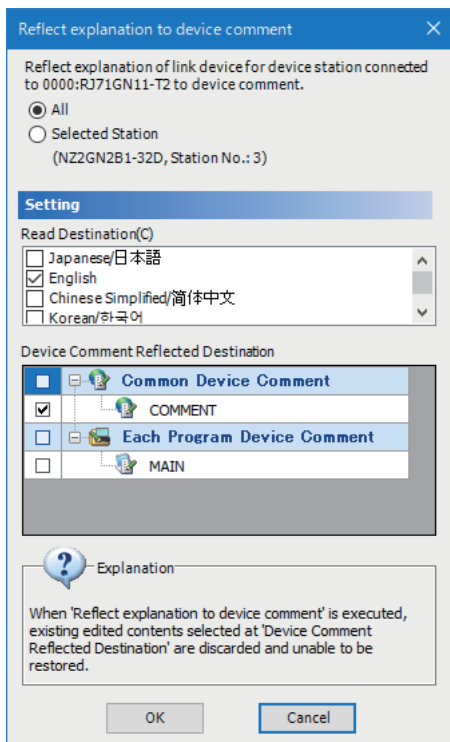 Reflect explanation to device comment
Reflect explanation of link device for device station connected
to 0000:RJ71GN11-T2 to device comment.
All
Selected Station
(NZ2GN2B1-32D, Station No.: 3)
Setting
Read Destination(C)
Japanese/日本語
English
Chinese Simplified/简体中文
Korean/한국어
Device Comment Reflected Destination
Common Device Comment
COMMENT
Each Program Device Comment
MAIN
Explanation
When 'Reflect explanation to device comment' is executed,
existing edited contents selected at 'Device Comment
Reflected Destination' are discarded and unable to be
restored.
OK Cancel